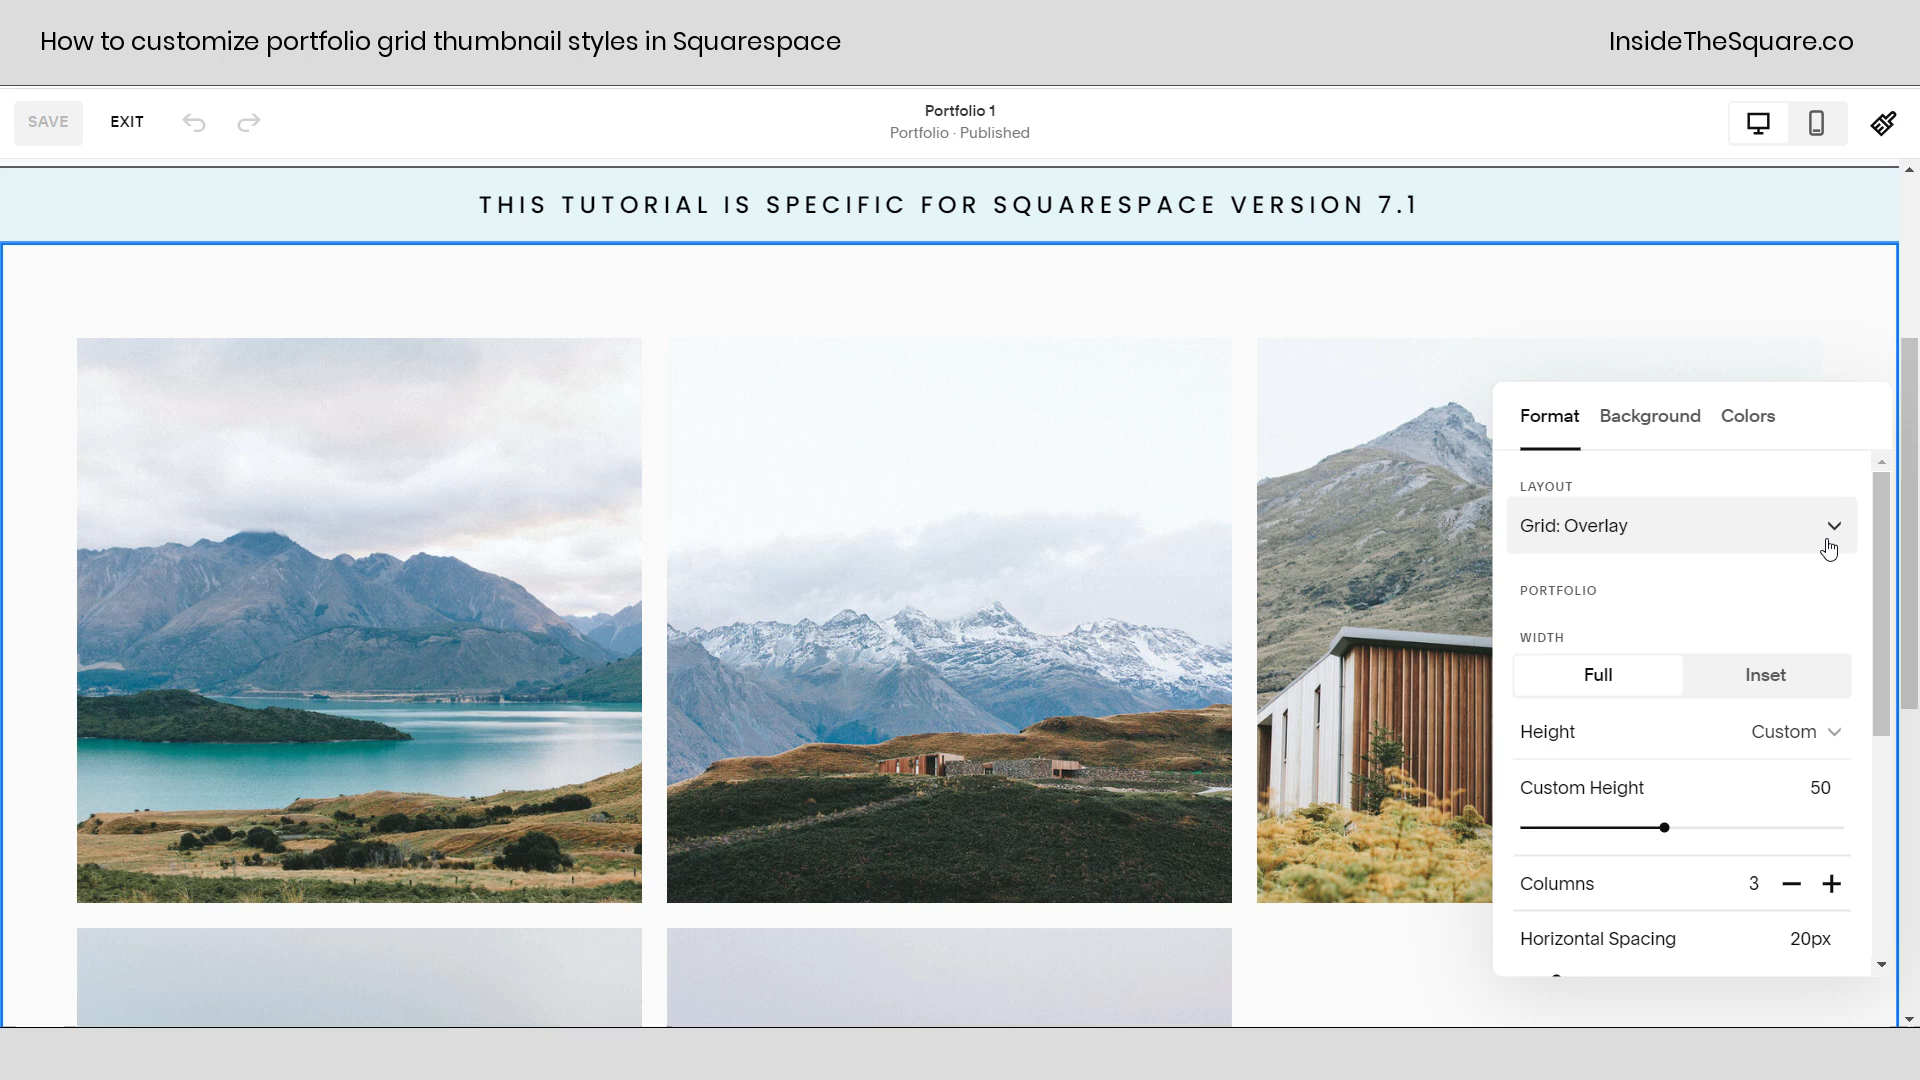 How to customize portfolio grid thumbnail styles in Squarespace
InsideTheSquare.co
SAVE
EXIT
Portfolio 1
Portfolio · Published
THIS TUTORIAL IS SPECIFIC FOR SQUARESPACE VERSION 7.1
Format Background Colors
LAYOUT
Grid: Overlay
PORTFOLIO
WIDTH
Full Inset
Height Custom
Custom Height 50
Columns 3
Horizontal Spacing 20px